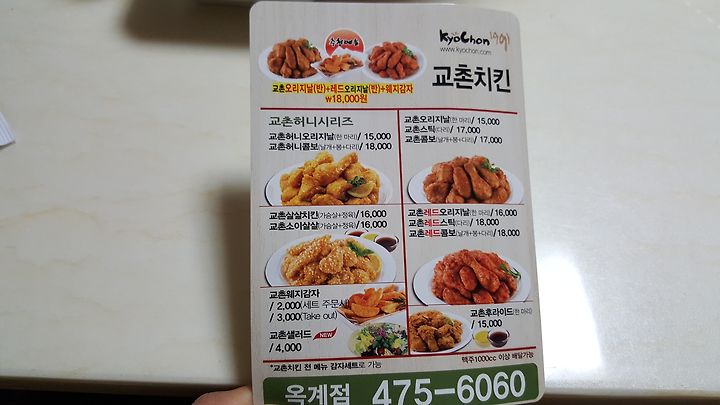 추천메뉴
교촌오리지날(반)+레드오리지날(반)+웨지감자
₩18,000원
KyoChon 1991
www.kyochon.com
교촌치킨
교촌허니시리즈
교촌허니오리지날(한 마리) / 15,000
교촌허니콤보(날개+봉+다리) / 18,000
교촌오리지날(한 마리) / 15,000
교촌스틱(다리) / 17,000
교촌콤보(날개+봉+다리) / 17,000
교촌살살치킨(가슴살+정육) / 16,000
교촌소이살살(가슴살+정육) / 16,000
교촌레드오리지날(한 마리) / 16,000
교촌레드스틱(다리) / 18,000
교촌레드콤보(날개+봉+다리) / 18,000
교촌웨지감자
/ 2,000(세트 주문시)
/ 3,000(Take out)
교촌샐러드 NEW
/ 4,000
교촌후라이드(한 마리)
/ 15,000
*교촌치킨 전 메뉴 감자세트로 가능
맥주1000cc 이상 배달가능
옥계점 475-6060